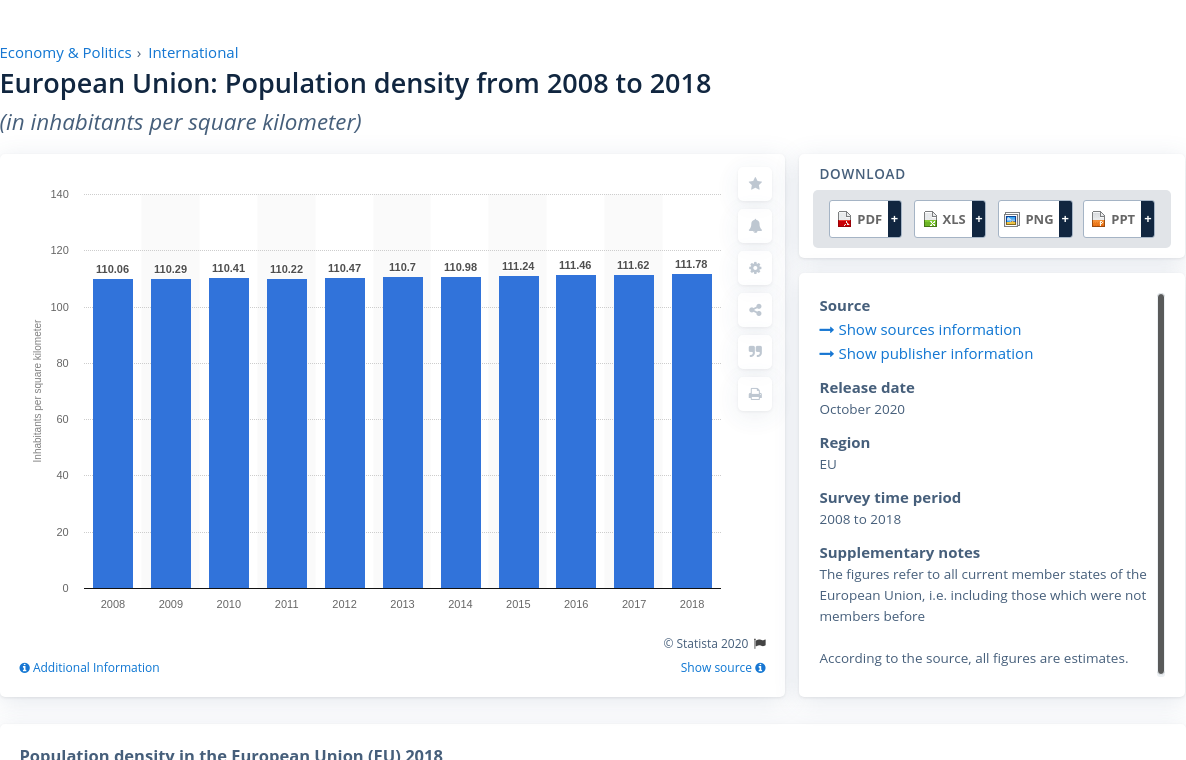 Economy & Politics › International
European Union: Population density from 2008 to 2018
(in inhabitants per square kilometer)
140
120
100
80
60
40
20
0
Inhabitants per square kilometer
110.06 110.29 110.41 110.22 110.47 110.7 110.98 111.24 111.46 111.62 111.78
2008 2009 2010 2011 2012 2013 2014 2015 2016 2017 2018
© Statista 2020
Additional Information
Show source
DOWNLOAD
PDF + XLS + PNG + PPT +
Source
Show sources information
Show publisher information
Release date
October 2020
Region
EU
Survey time period
2008 to 2018
Supplementary notes
The figures refer to all current member states of the
European Union, i.e. including those which were not
members before
According to the source, all figures are estimates.
Population density in the European Union (EU) 2018